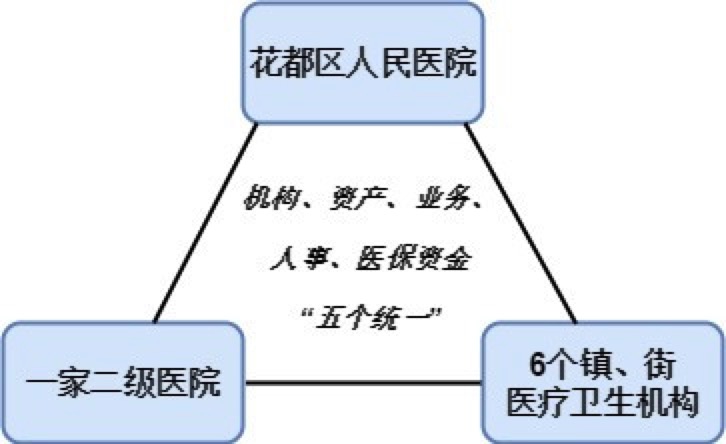 花都区人民医院
机构、资产、业务、
人事、医保资金
“五个统一”
一家二级医院
6个镇、街
医疗卫生机构